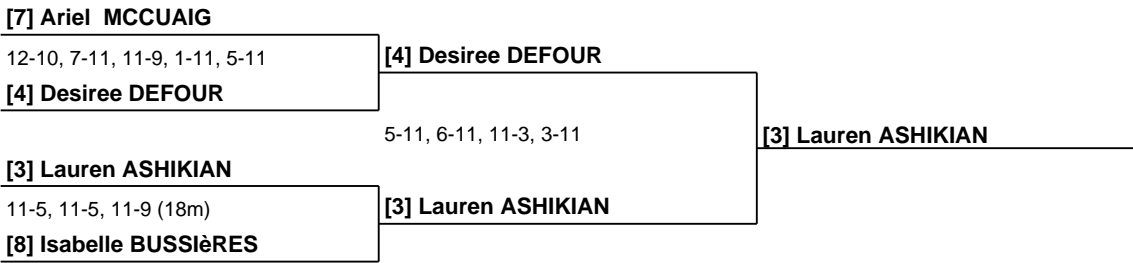 [7] Ariel  MCCUAIG
12-10, 7-11, 11-9, 1-11, 5-11
[4] Desiree DEFOUR
[4] Desiree DEFOUR
5-11, 6-11, 11-3, 3-11
[3] Lauren ASHIKIAN
[3] Lauren ASHIKIAN
11-5, 11-5, 11-9 (18m)
[3] Lauren ASHIKIAN
[8] Isabelle BUSSIèRES